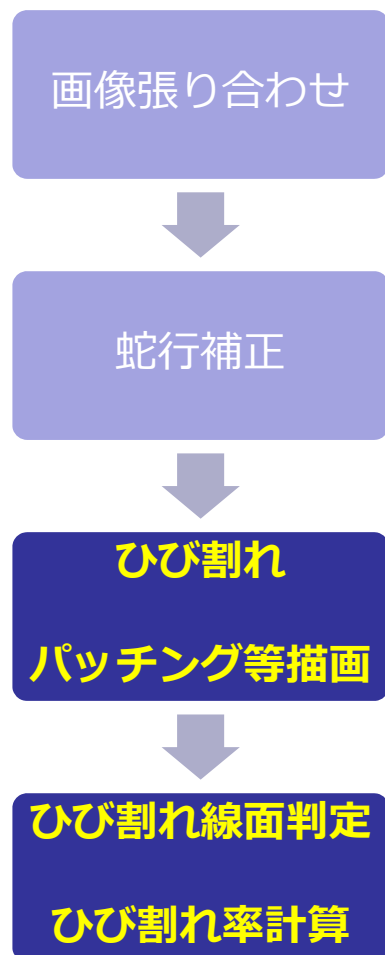 画像張り合わせ
蛇行補正
ひび割れ
パッチング等描画
ひび割れ線面判定
ひび割れ率計算